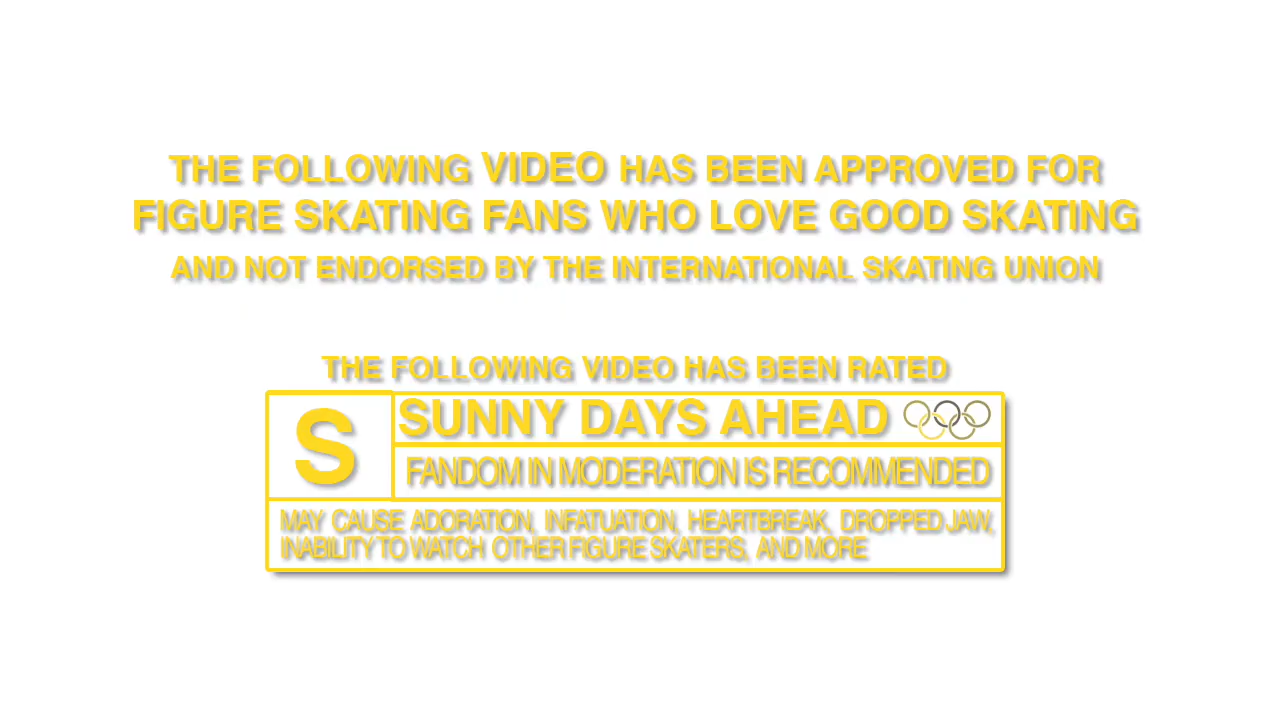 THE FOLLOWING VIDEO HAS BEEN APPROVED FOR
FIGURE SKATING FANS WHO LOVE GOOD SKATING
AND NOT ENDORSED BY THE INTERNATIONAL SKATING UNION
THE FOLLOWING VIDEO HAS BEEN RATED
S
SUNNY DAYS AHEAD
FANDOM IN MODERATION IS RECOMMENDED
MAY CAUSE ADORATION, INFATUATION, HEARTBREAK, DROPPED JAW,
INABILITY TO WATCH OTHER FIGURE SKATERS, AND MORE